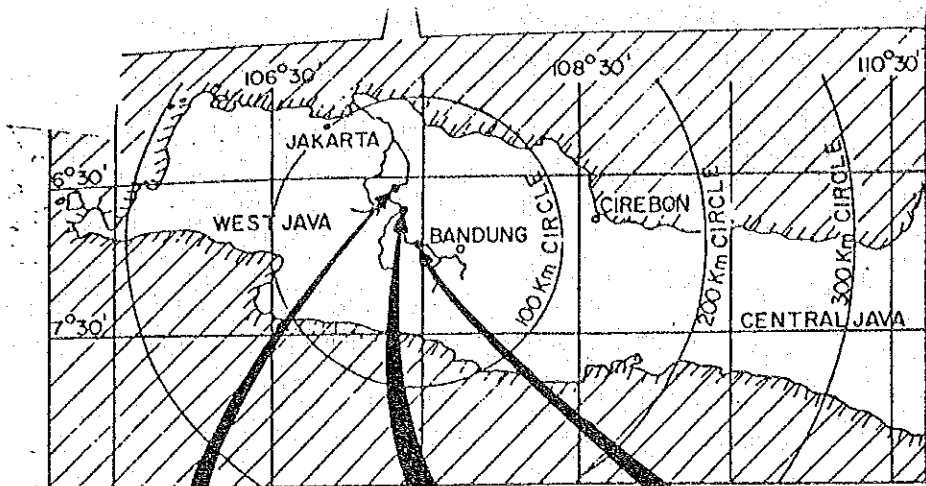 106°30'
108°30'
110°30'
JAKARTA
6°30'
WEST JAVA
CIREBON
BANDUNG
100 Km CIRCLE
200 Km CIRCLE
300 Km CIRCLE
7°30'
CENTRAL JAVA